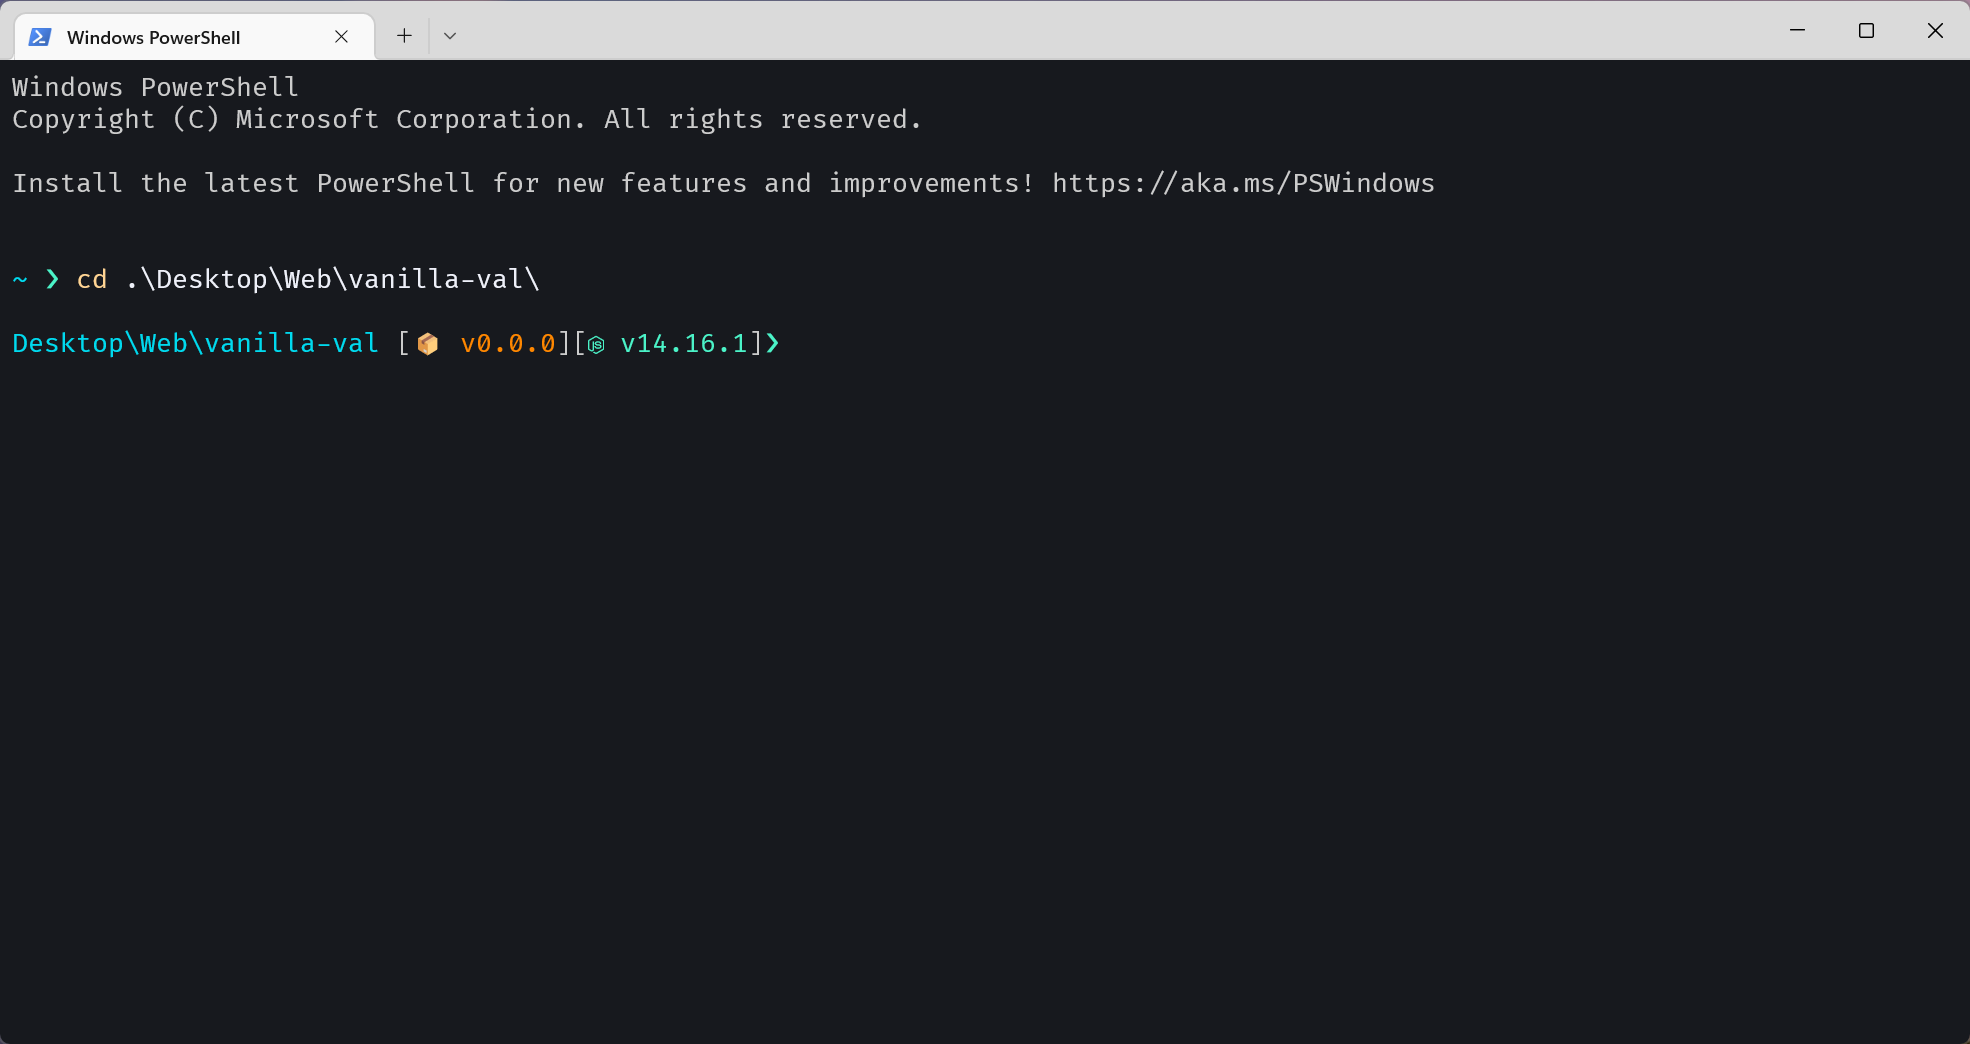 Windows PowerShell
Windows PowerShell
Copyright (C) Microsoft Corporation. All rights reserved.
Install the latest PowerShell for new features and improvements! https://aka.ms/PSWindows
~ ❯ cd .\Desktop\Web\vanilla-val\
Desktop\Web\vanilla-val [📦 v0.0.0][⬢ v14.16.1]❯